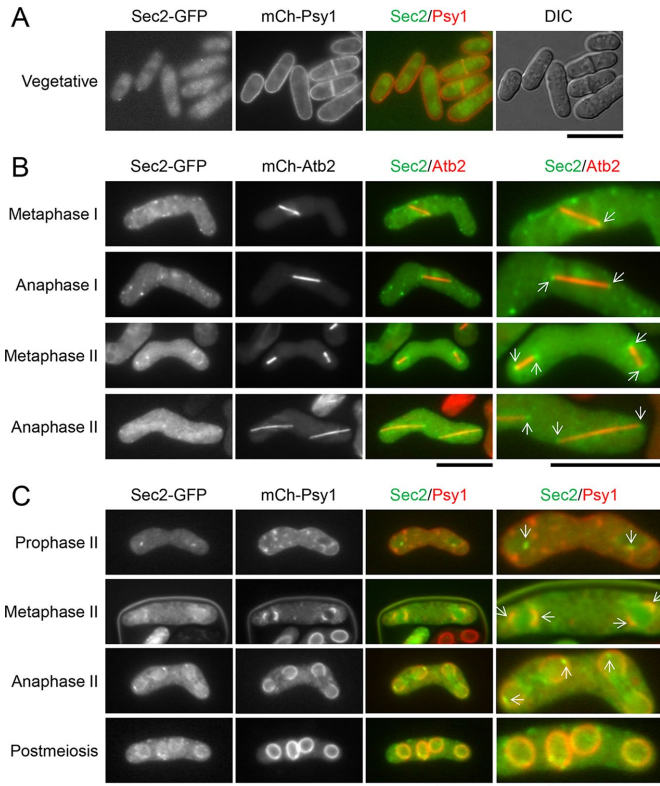 A
Sec2-GFP mCh-Psy1 Sec2/Psy1 DIC
Vegetative
B
Sec2-GFP mCh-Atb2 Sec2/Atb2 Sec2/Atb2
Metaphase I
Anaphase I
Metaphase II
Anaphase II
C
Sec2-GFP mCh-Psy1 Sec2/Psy1 Sec2/Psy1
Prophase II
Metaphase II
Anaphase II
Postmeiosis